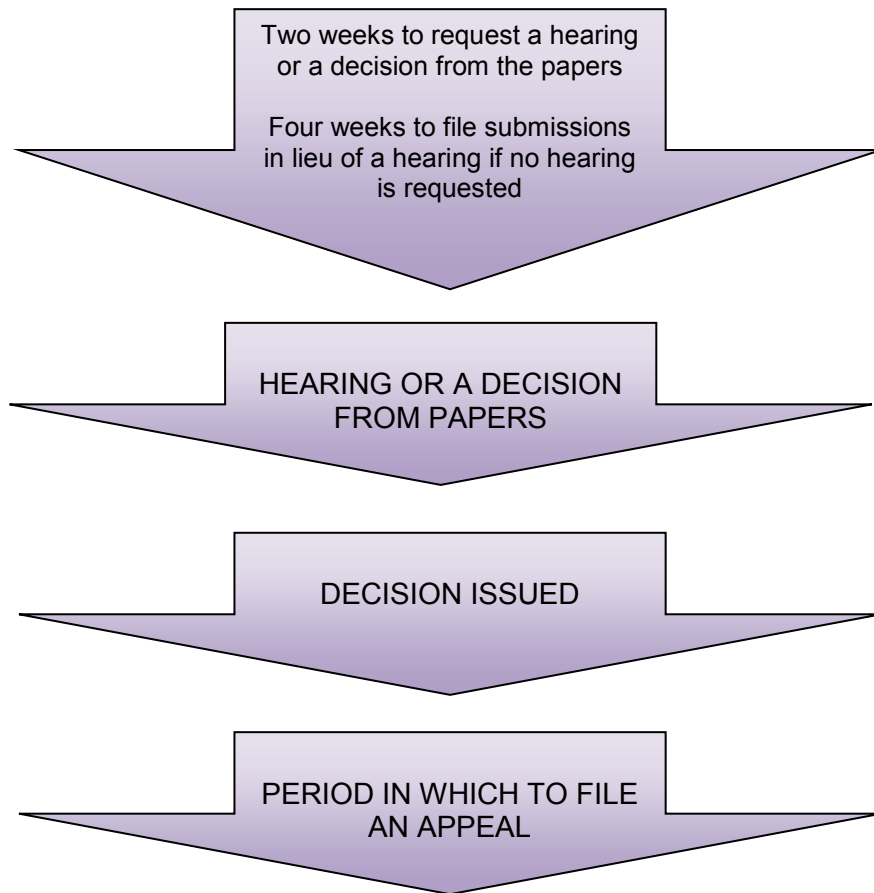 Two weeks to request a hearing
or a decision from the papers
Four weeks to file submissions
in lieu of a hearing if no hearing
is requested
HEARING OR A DECISION
FROM PAPERS
DECISION ISSUED
PERIOD IN WHICH TO FILE
AN APPEAL